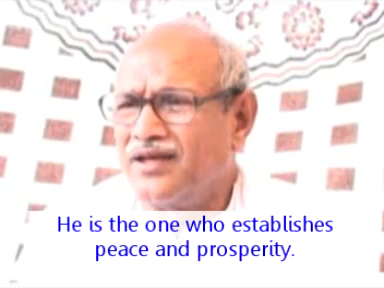 He is the one who establishes
peace and prosperity.